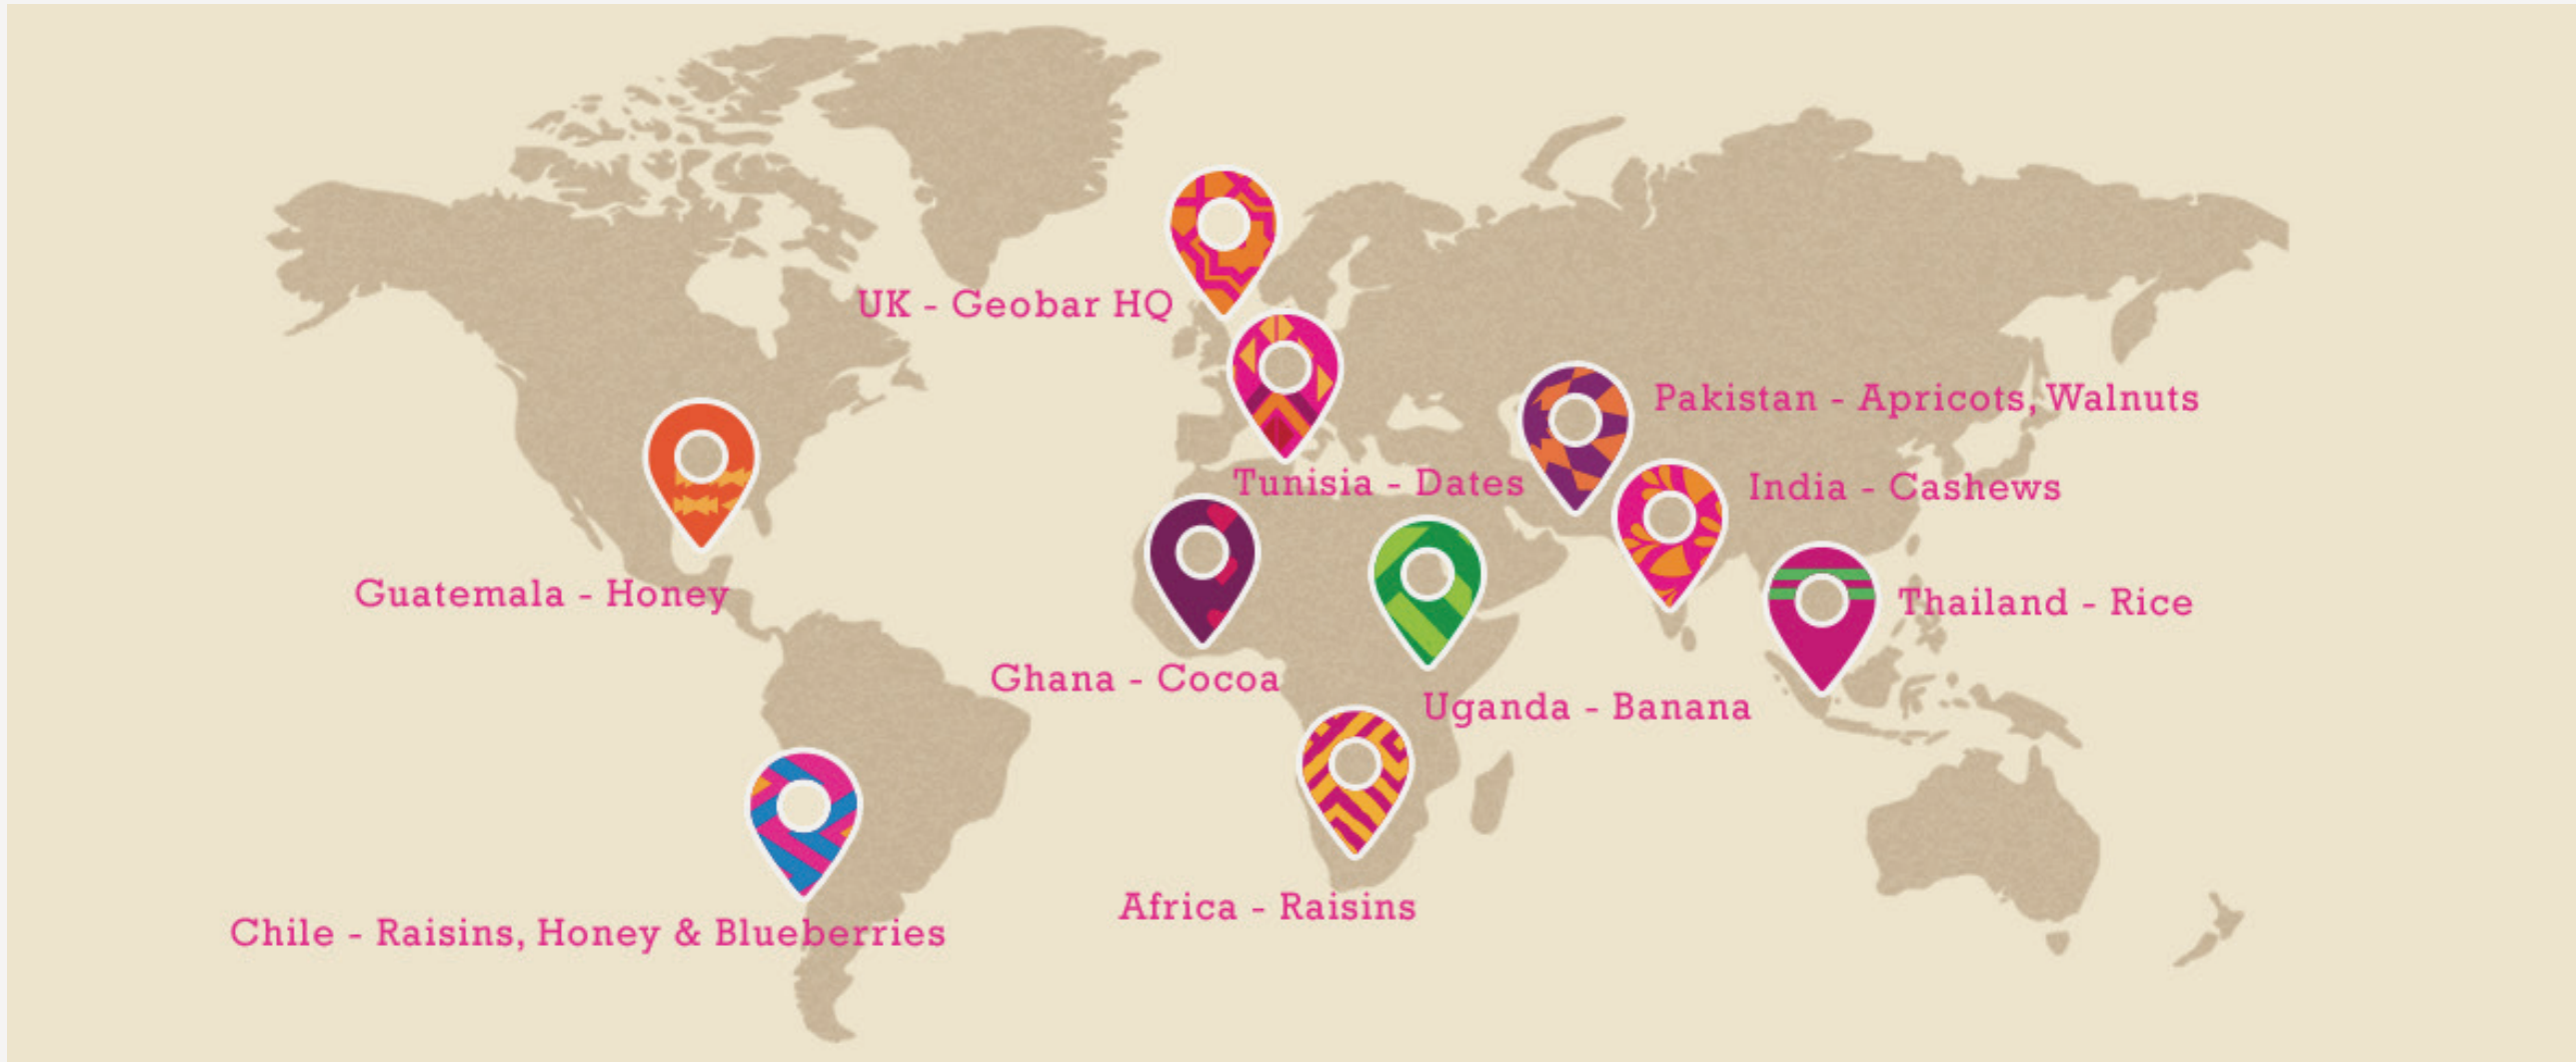 UK - Geobar HQ
Pakistan - Apricots, Walnuts
Tunisia - Dates
India - Cashews
Guatemala - Honey
Thailand - Rice
Ghana - Cocoa
Uganda - Banana
Africa - Raisins
Chile - Raisins, Honey & Blueberries